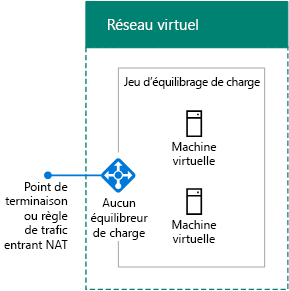 Réseau virtuel
Jeu d'équilibrage de charge
Machine
virtuelle
Point de
terminaison
ou règle
de trafic
entrant NAT
Aucun
équilibreur
de charge
Machine
virtuelle